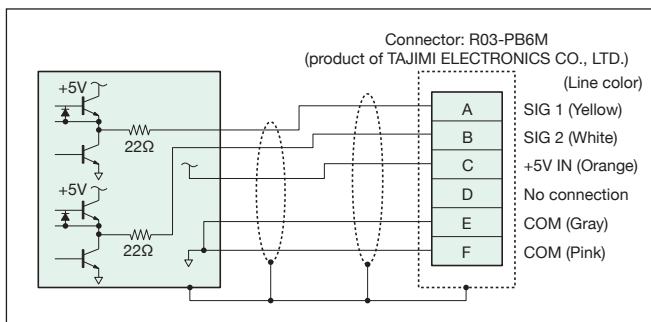 Connector: R03-PB6M
(product of TAJIMI ELECTRONICS CO., LTD.)
(Line color)
+5V
22Ω
+5V
22Ω
A SIG 1 (Yellow)
B SIG 2 (White)
C +5V IN (Orange)
D No connection
E COM (Gray)
F COM (Pink)